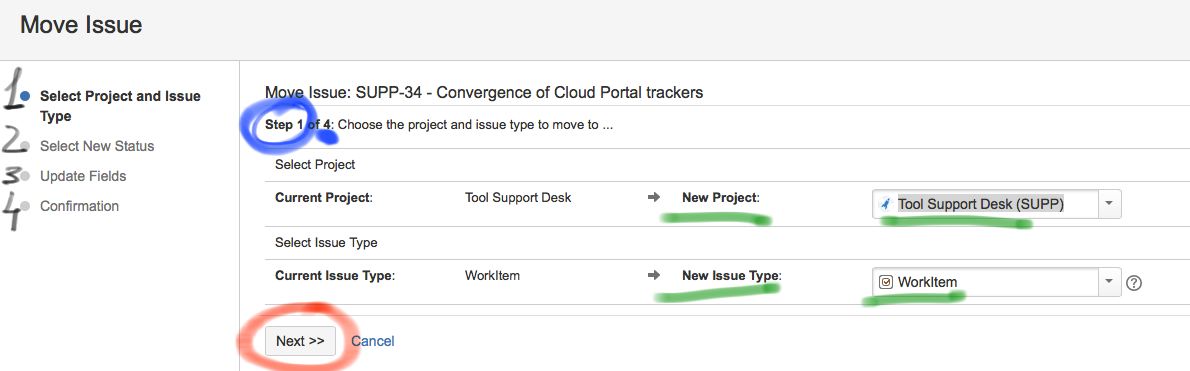 Move Issue
1 Select Project and Issue
Type
2 Select New Status
3 Update Fields
4 Confirmation
Move Issue: SUPP-34 - Convergence of Cloud Portal trackers
Step 1 of 4: Choose the project and issue type to move to ...
Select Project
Current Project: Tool Support Desk New Project: Tool Support Desk (SUPP)
Select Issue Type
Current Issue Type: WorkItem New Issue Type: WorkItem ?
Next >> Cancel